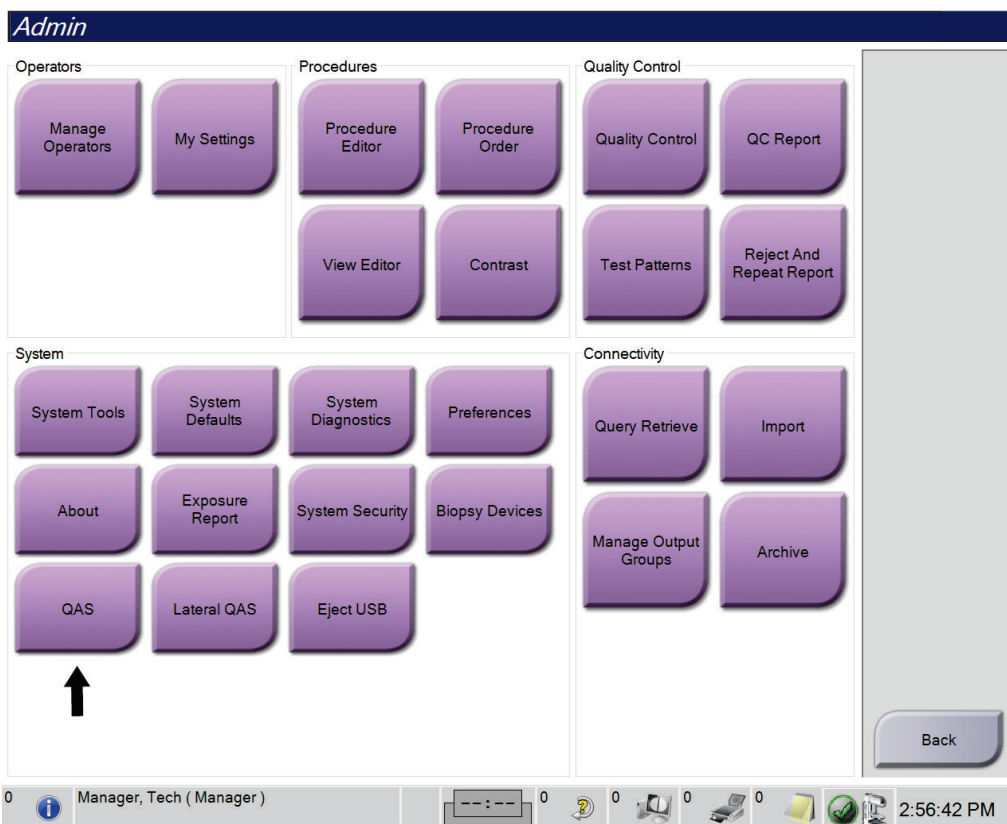 Admin
Operators
Manage
Operators
My Settings
Procedures
Procedure
Editor
Procedure
Order
View Editor
Contrast
Quality Control
Quality Control
QC Report
Test Patterns
Reject And
Repeat Report
System
System Tools
System
Defaults
System
Diagnostics
Preferences
About
Exposure
Report
System Security
Biopsy Devices
QAS
Lateral QAS
Eject USB
Connectivity
Query Retrieve
Import
Manage Output
Groups
Archive
Back
0
Manager, Tech ( Manager )
--:--
0
0
0
0
2:56:42 PM